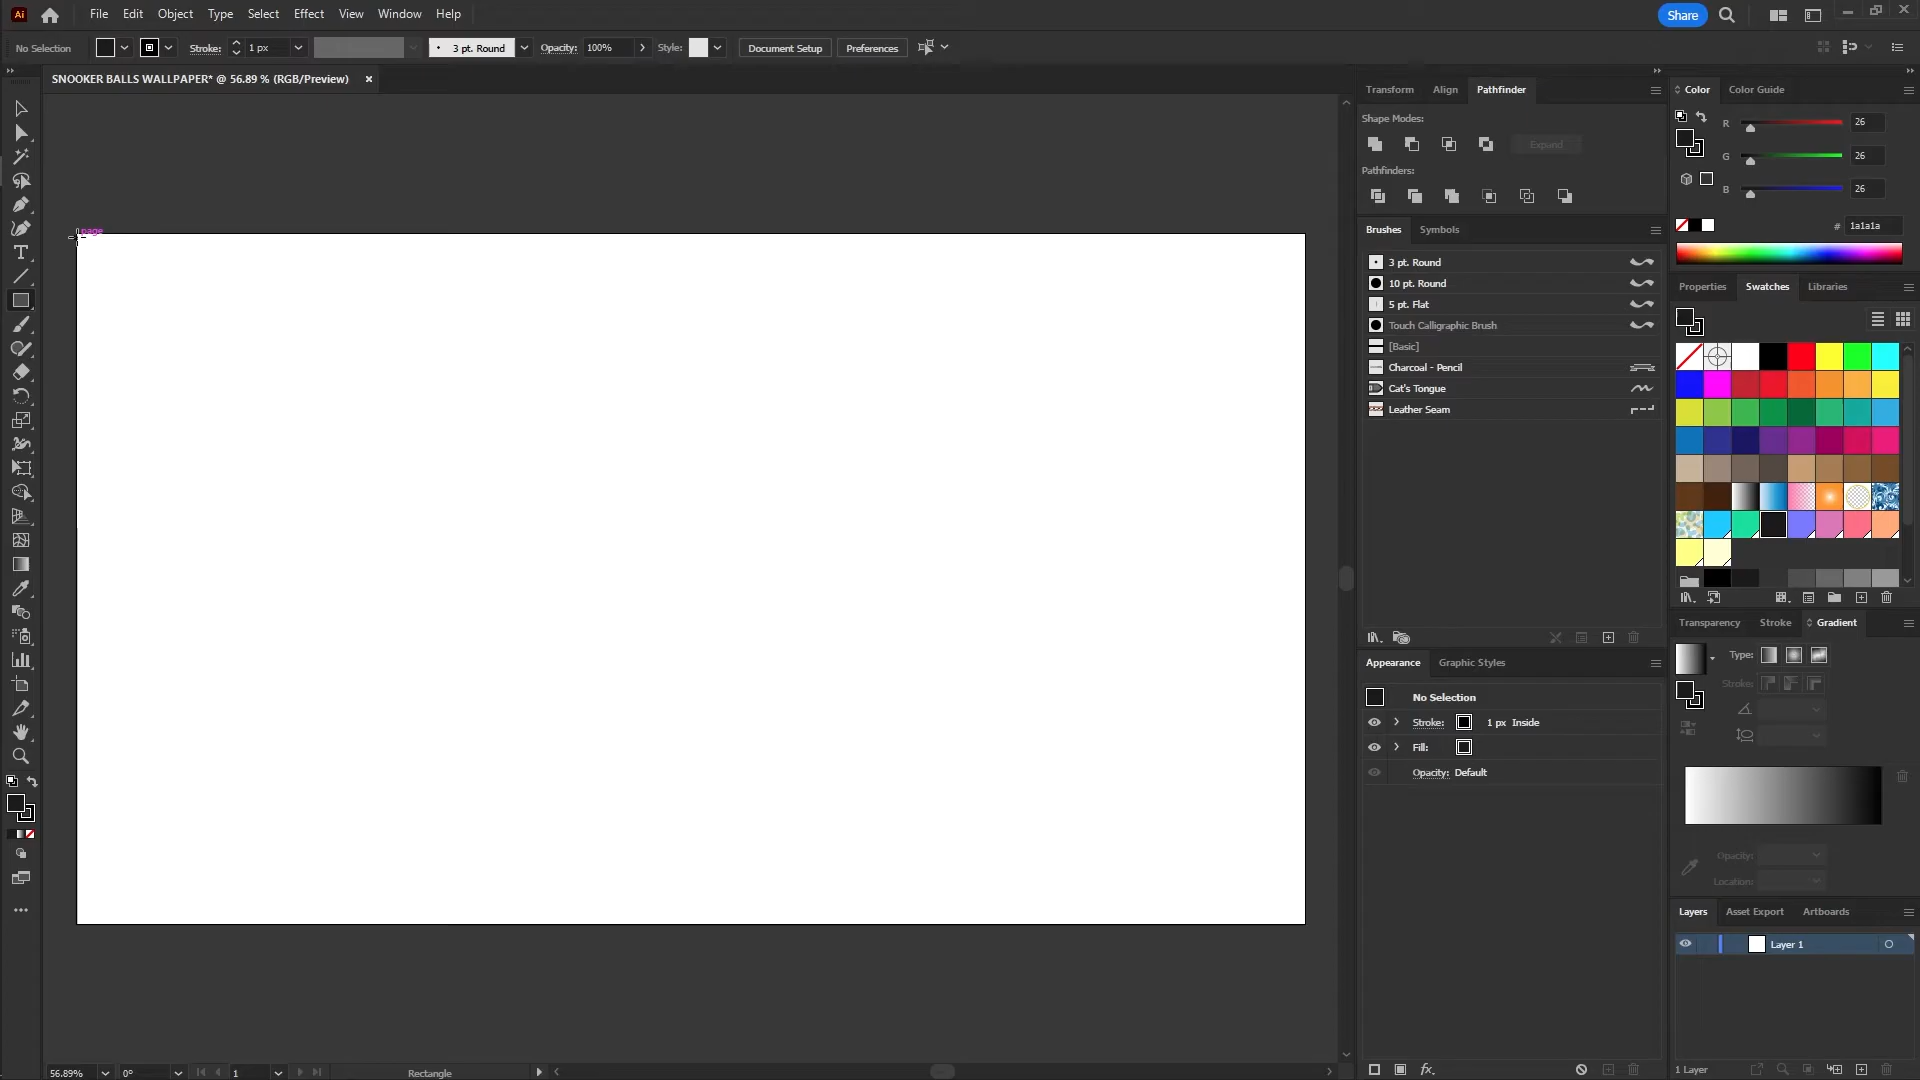 Ai File Edit Object Type Select Effect View Window Help Share
No Selection Stroke: 1 px 3 pt. Round Opacity: 100% Style: Document Setup Preferences
SNOOKER BALLS WALLPAPER* @ 56.89 % (RGB/Preview) ×
page
Transform Align Pathfinder
Shape Modes:
Expand
Pathfinders:
Brushes Symbols
3 pt. Round
10 pt. Round
5 pt. Flat
Touch Calligraphic Brush
[Basic]
Charcoal - Pencil
Cat's Tongue
Leather Seam
Appearance Graphic Styles
No Selection
Stroke: 1 px Inside
Fill:
Opacity: Default
fx
Color Color Guide
R 26
G 26
B 26
# 1a1a1a
Properties Swatches Libraries
Transparency Stroke Gradient
Type:
Stroke:
Opacity:
Location:
Layers Asset Export Artboards
Layer 1
1 Layer
56.89% 0° 1 Rectangle